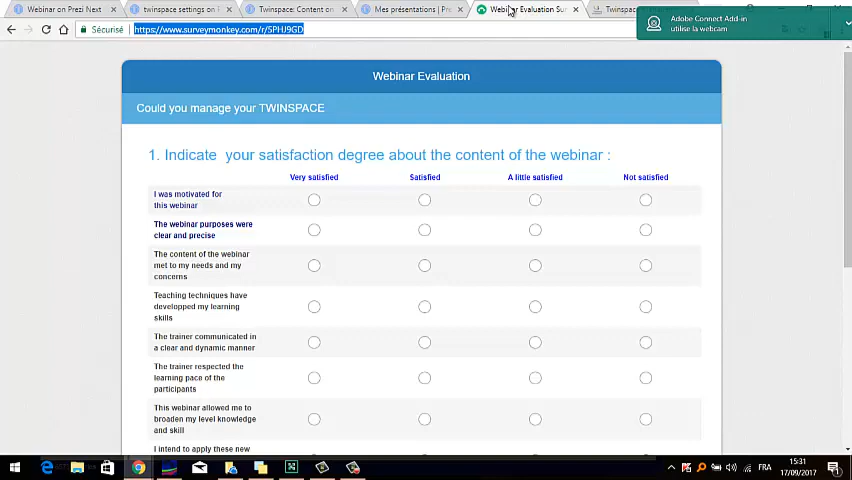 Webinar on Prezi Next
twinspace settings on
Twinspace: Content on
Mes présentations | Pre
Webinar Evaluation Sur
Twinspa
Adobe Connect Add-in
utilise la webcam
Sécurisé
https://www.surveymonkey.com/r/5PHJ9GD
Webinar Evaluation
Could you manage your TWINSPACE
1. Indicate your satisfaction degree about the content of the webinar :
Very satisfied Satisfied A little satisfied Not satisfied
I was motivated for
this webinar
The webinar purposes were
clear and precise
The content of the webinar
met to my needs and my
concerns
Teaching techniques have
developped my learning
skills
The trainer communicated in
a clear and dynamic manner
The trainer respected the
learning pace of the
participants
This webinar allowed me to
broaden my level knowledge
and skill
I intend to apply these new
FRA
15:31
17/09/2017